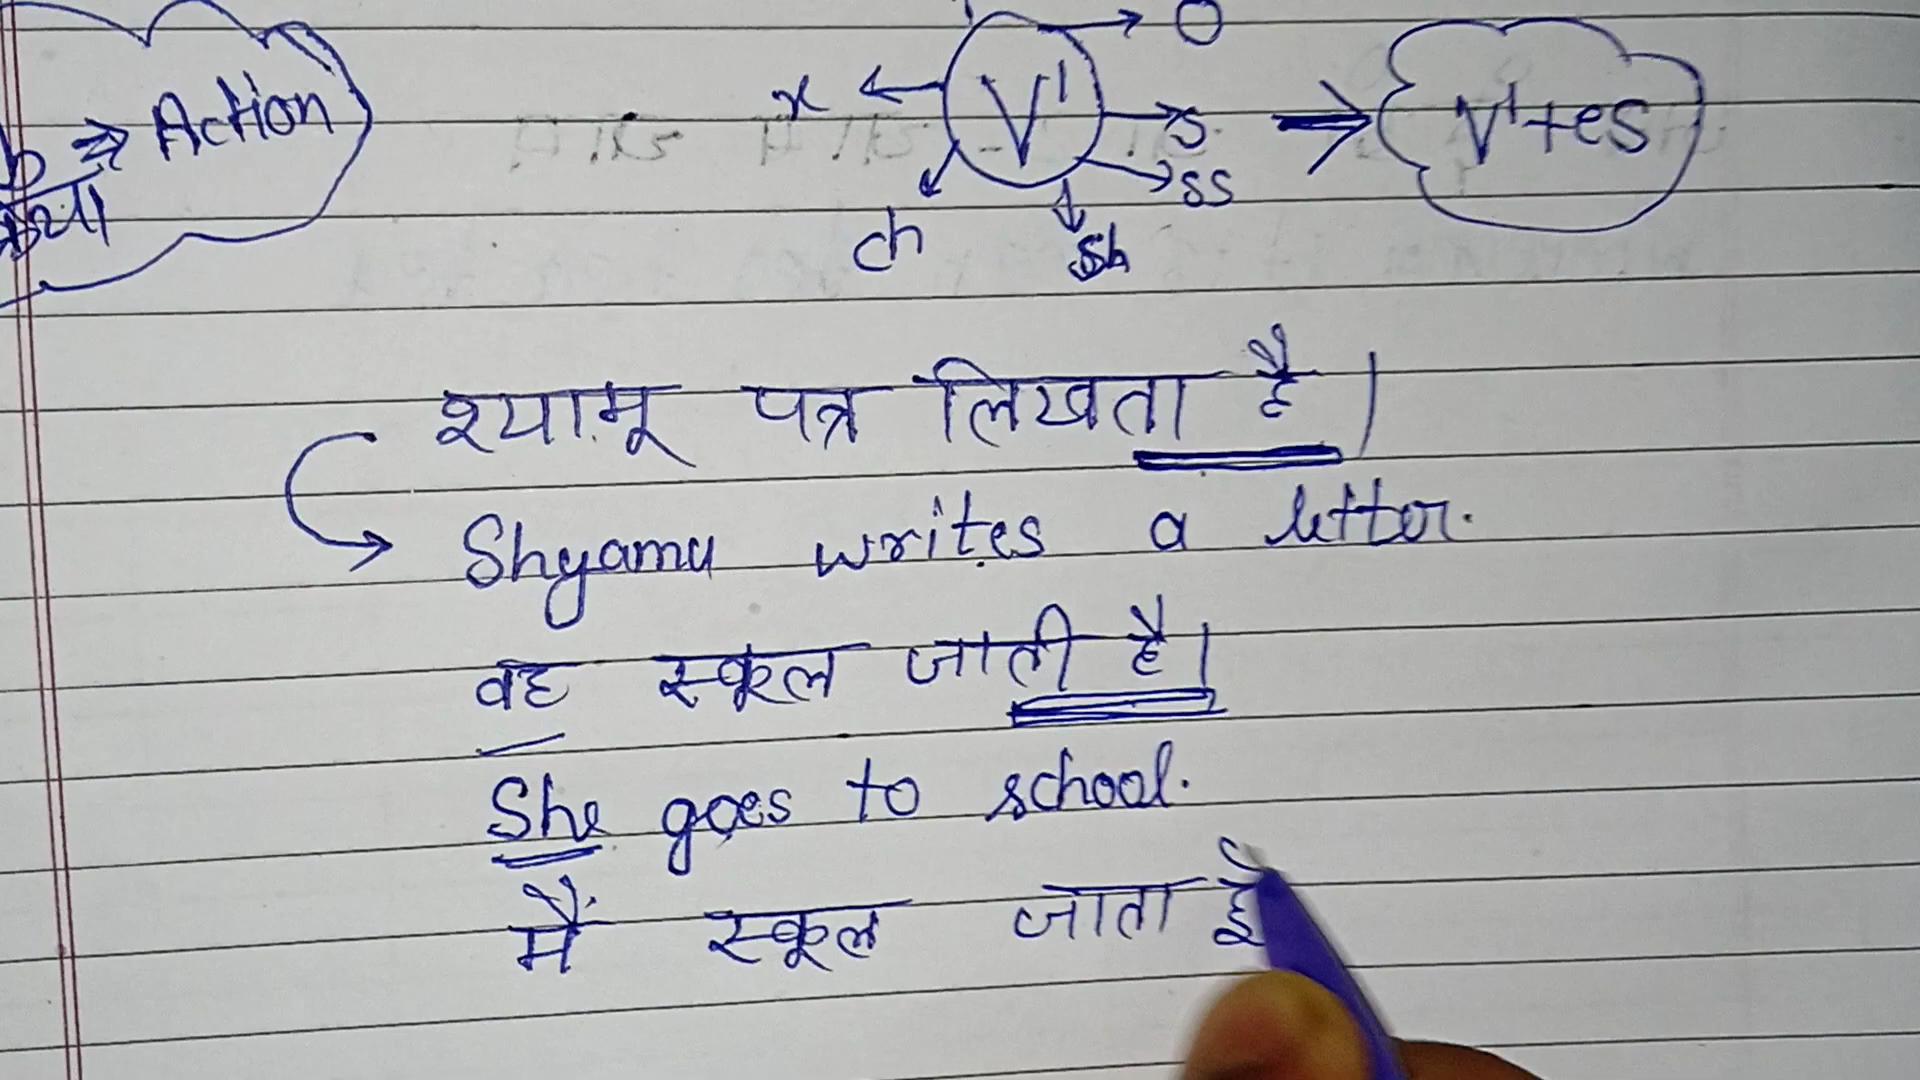 Action
V¹
O
x
s
ss
sh
ch
V¹+es
श्यामू पत्र लिखता है।
Shyamu writes a letter.
वह स्कूल जाती है।
She goes to school.
मैं स्कूल जाता